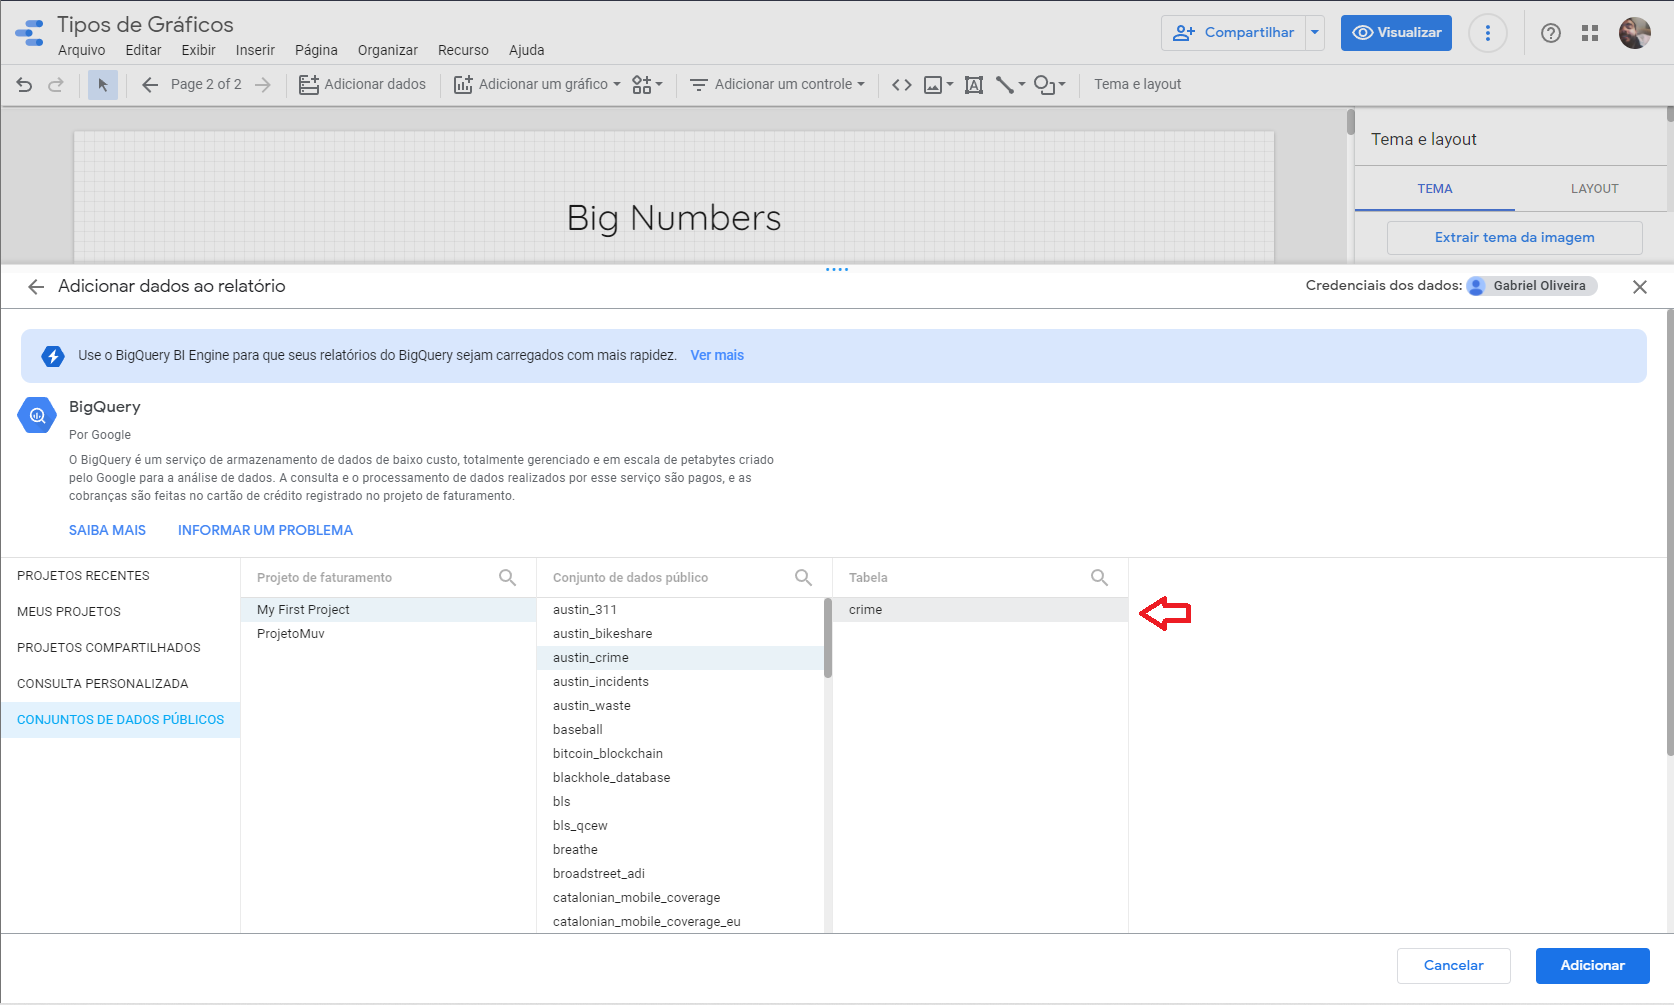 Tipos de Gráficos
Arquivo Editar Exibir Inserir Página Organizar Recurso Ajuda
Compartilhar
Visualizar
Page 2 of 2
Adicionar dados
Adicionar um gráfico
Adicionar um controle
Tema e layout
Big Numbers
Tema e layout
TEMA LAYOUT
Extrair tema da imagem
Adicionar dados ao relatório
Credenciais dos dados: Gabriel Oliveira
Use o BigQuery BI Engine para que seus relatórios do BigQuery sejam carregados com mais rapidez. Ver mais
BigQuery
Por Google
O BigQuery é um serviço de armazenamento de dados de baixo custo, totalmente gerenciado e em escala de petabytes criado
pelo Google para a análise de dados. A consulta e o processamento de dados realizados por esse serviço são pagos, e as
cobranças são feitas no cartão de crédito registrado no projeto de faturamento.
SAIBA MAIS INFORMAR UM PROBLEMA
PROJETOS RECENTES
MEUS PROJETOS
PROJETOS COMPARTILHADOS
CONSULTA PERSONALIZADA
CONJUNTOS DE DADOS PÚBLICOS
Projeto de faturamento
My First Project
ProjetoMuv
Conjunto de dados público
austin_311
austin_bikeshare
austin_crime
austin_incidents
austin_waste
baseball
bitcoin_blockchain
blackhole_database
bls
bls_qcew
breathe
broadstreet_adi
catalonian_mobile_coverage
catalonian_mobile_coverage_eu
Tabela
crime
Cancelar
Adicionar